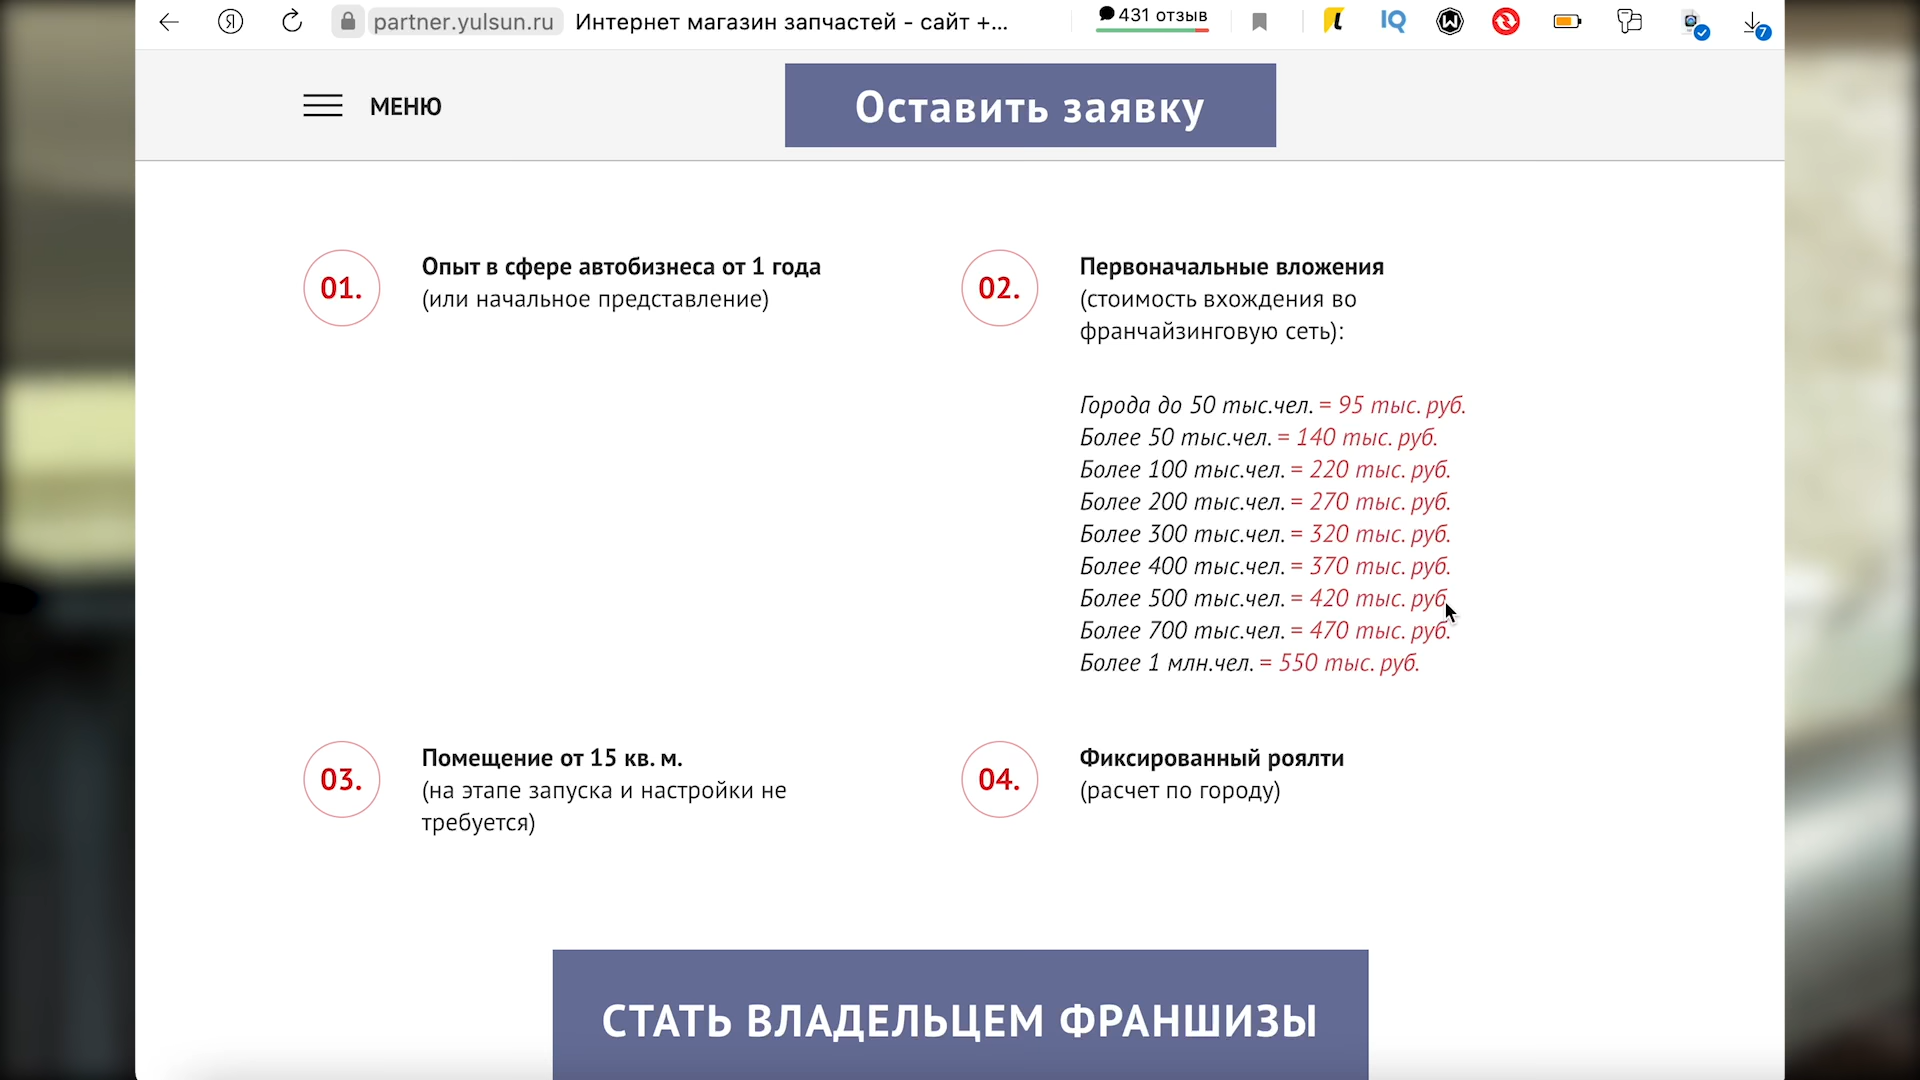 partner.yulsun.ru Интернет магазин запчастей - сайт +...
431 отзыв
IQ
7
МЕНЮ
Оставить заявку
01.
Опыт в сфере автобизнеса от 1 года
(или начальное представление)
02.
Первоначальные вложения
(стоимость вхождения во
франчайзинговую сеть):
Города до 50 тыс.чел. = 95 тыс. руб.
Более 50 тыс.чел. = 140 тыс. руб.
Более 100 тыс.чел. = 220 тыс. руб.
Более 200 тыс.чел. = 270 тыс. руб.
Более 300 тыс.чел. = 320 тыс. руб.
Более 400 тыс.чел. = 370 тыс. руб.
Более 500 тыс.чел. = 420 тыс. руб.
Более 700 тыс.чел. = 470 тыс. руб.
Более 1 млн.чел. = 550 тыс. руб.
03.
Помещение от 15 кв. м.
(на этапе запуска и настройки не
требуется)
04.
Фиксированный роялти
(расчет по городу)
СТАТЬ ВЛАДЕЛЬЦЕМ ФРАНШИЗЫ